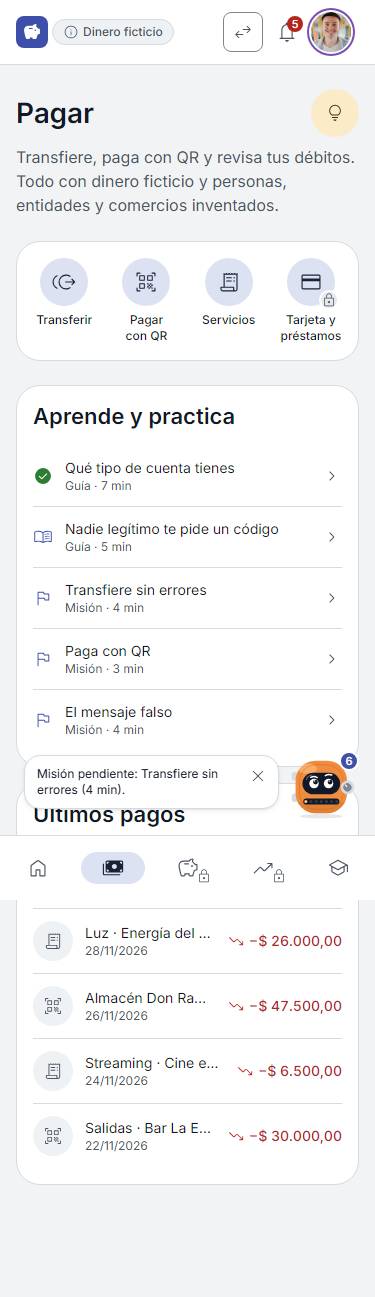 Dinero ficticio
5
Pagar
Transfiere, paga con QR y revisa tus débitos.
Todo con dinero ficticio y personas,
entidades y comercios inventados.
Transferir
Pagar
con QR
Servicios
Tarjeta y
préstamos
Aprende y practica
Qué tipo de cuenta tienes
Guía · 7 min
Nadie legítimo te pide un código
Guía · 5 min
Transfiere sin errores
Misión · 4 min
Paga con QR
Misión · 3 min
El mensaje falso
Misión · 4 min
Misión pendiente: Transfiere sin
errores (4 min).
6
Últimos pagos
Luz · Energía del ...
28/11/2026
−$ 26.000,00
Almacén Don Ra...
26/11/2026
−$ 47.500,00
Streaming · Cine e...
24/11/2026
−$ 6.500,00
Salidas · Bar La E...
22/11/2026
−$ 30.000,00